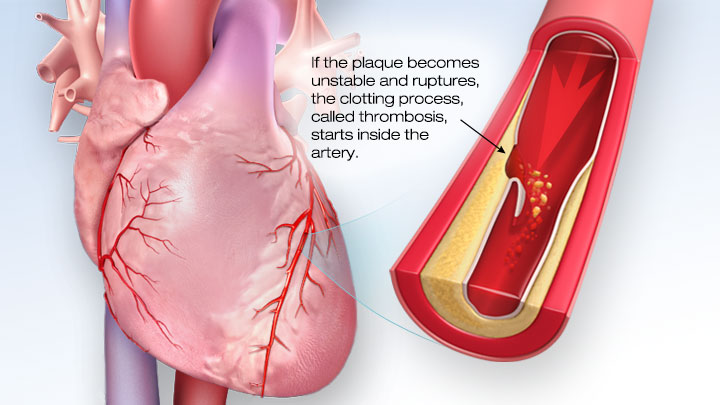 If the plaque becomes
unstable and ruptures,
the clotting process,
called thrombosis,
starts inside the
artery.